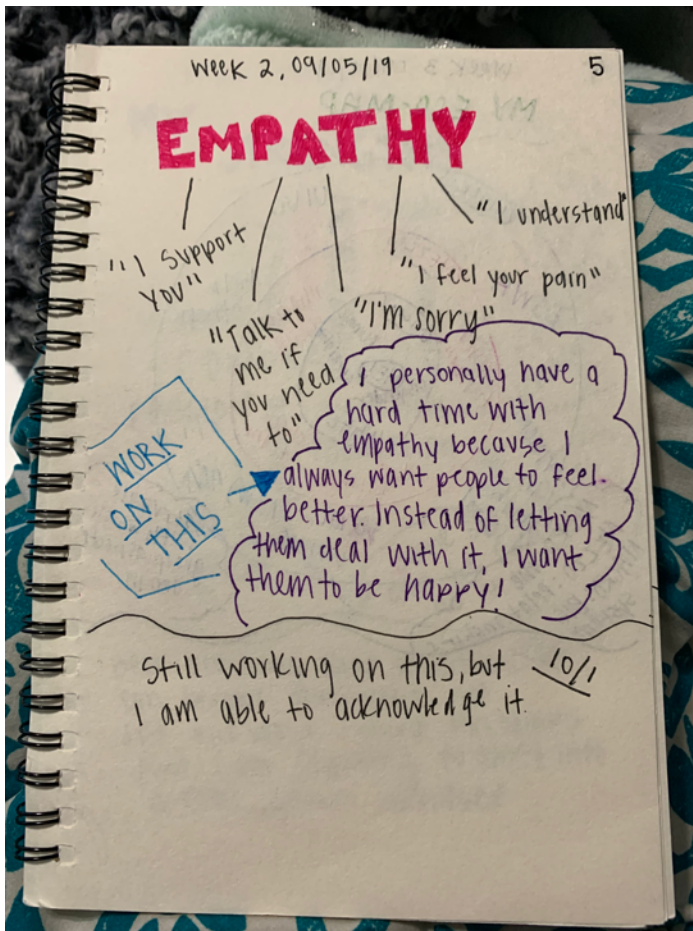 Week 2, 09/05/19
5
EMPATHY
"I understand"
"I support
You"
"I feel your pain"
"I'm sorry"
"Talk to
me if
you need
to"
WORK
ON
THIS
I personally have a
hard time with
empathy because I
always want people to feel.
better. Instead of letting
them deal with it, I want
them to be happy!
Still working on this, but
I am able to acknowledge it.
10/1